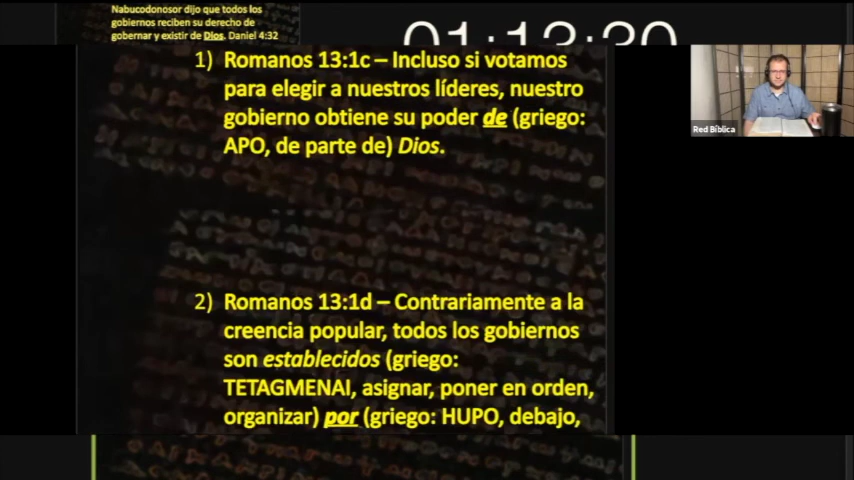 Nabucodonosor dijo que todos los
gobiernos reciben su derecho de
gobernar y existir de Dios. Daniel 4:32
01:13:20
1) Romanos 13:1c – Incluso si votamos
para elegir a nuestros líderes, nuestro
gobierno obtiene su poder de (griego:
APO, de parte de) Dios.
Red Bíblica
2) Romanos 13:1d – Contrariamente a la
creencia popular, todos los gobiernos
son establecidos (griego:
TETAGMENAI, asignar, poner en orden,
organizar) por (griego: HUPO, debajo,